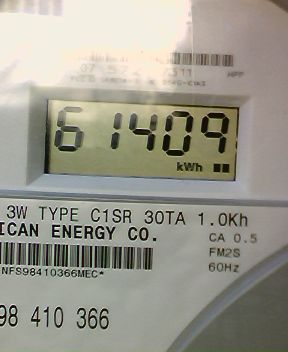 61409
kWh
3W TYPE C1SR 30TA 1.0Kh
ICAN ENERGY CO.
CA 0.5
FM2S
60Hz
NFS98410366MEC*
98 410 366